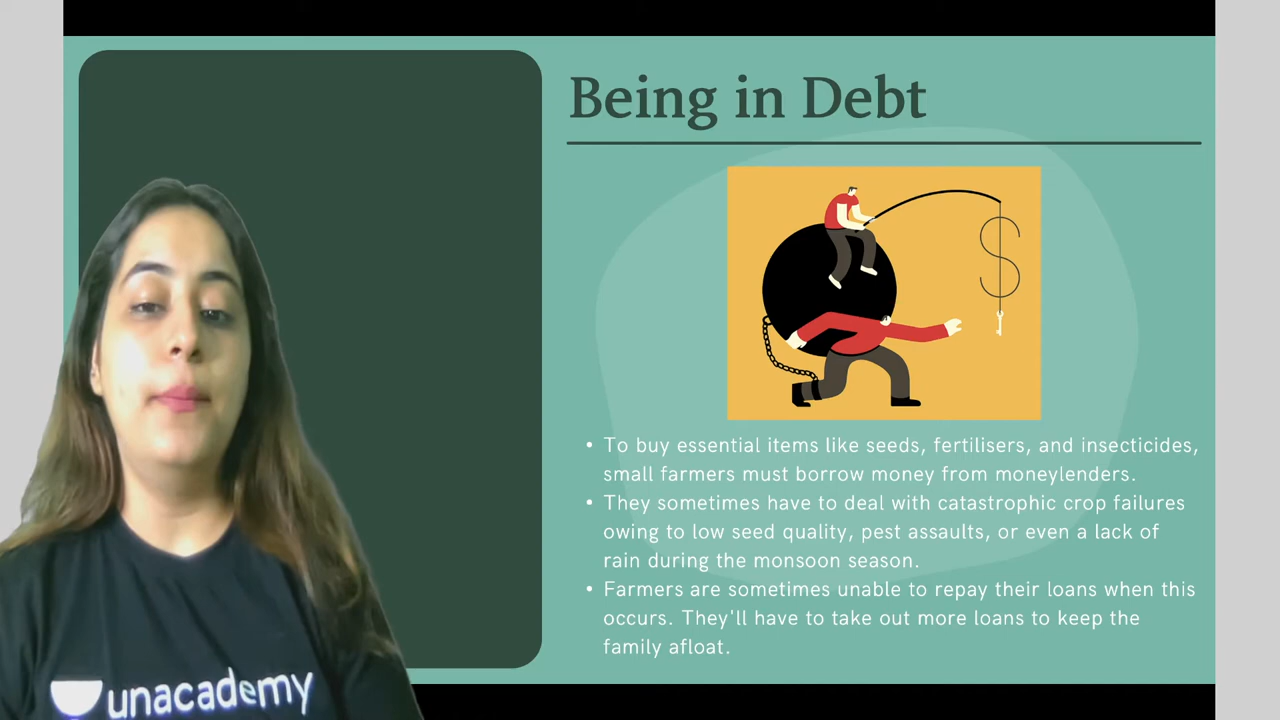 Being in Debt
• To buy essential items like seeds, fertilisers, and insecticides,
small farmers must borrow money from moneylenders.
• They sometimes have to deal with catastrophic crop failures
owing to low seed quality, pest assaults, or even a lack of
rain during the monsoon season.
• Farmers are sometimes unable to repay their loans when this
occurs. They'll have to take out more loans to keep the
family afloat.
unacademy